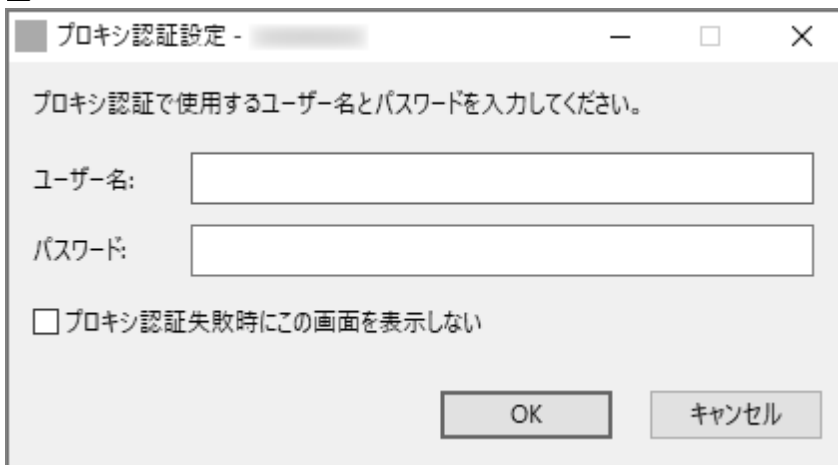 プロキシ認証設定 -
プロキシ認証で使用するユーザー名とパスワードを入力してください。
ユーザー名:
パスワード:
プロキシ認証失敗時にこの画面を表示しない
OK キャンセル